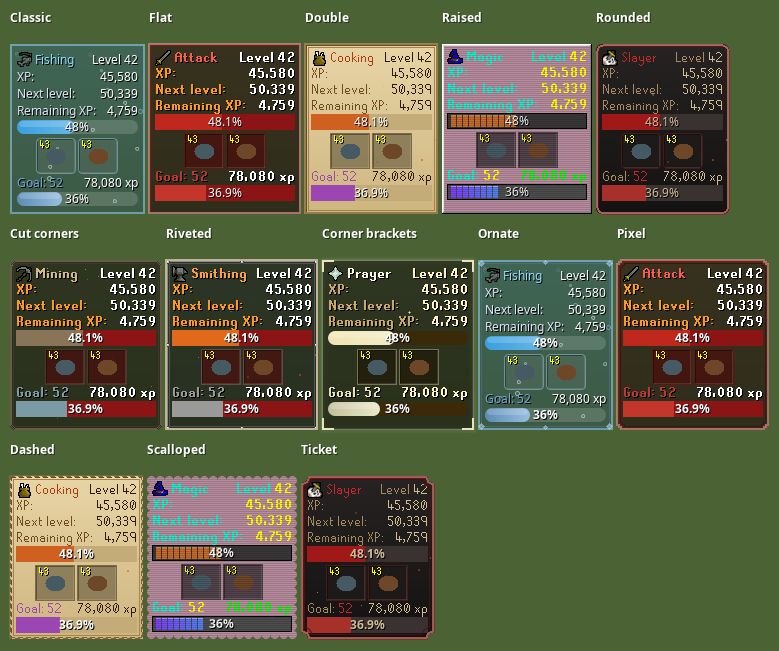 Classic
Flat
Double
Raised
Rounded
Fishing Level 42
XP: 45,580
Next level: 50,339
Remaining XP: 4,759
48%
43 43
Goal: 52 78,080 xp
36%
Attack Level 42
XP: 45,580
Next level: 50,339
Remaining XP: 4,759
48.1%
43 43
Goal: 52 78,080 xp
36.9%
Cooking Level 42
XP: 45,580
Next level: 50,339
Remaining XP: 4,759
48.1%
43 43
Goal: 52 78,080 xp
36.9%
Magic Level 42
XP: 45,580
Next level: 50,339
Remaining XP: 4,759
48%
43 43
Goal 52 78,080 xp
36%
Slayer Level 42
XP: 45,580
Next level: 50,339
Remaining XP: 4,759
48.1%
43 43
Goal: 52 78,080 xp
36.9%
Cut corners
Riveted
Corner brackets
Ornate
Pixel
Mining Level 42
XP: 45,580
Next level: 50,339
Remaining XP: 4,759
48.1%
43 43
Goal: 52 78,080 xp
36.9%
Smithing Level 42
XP: 45,580
Next level: 50,339
Remaining XP: 4,759
48.1%
43 43
Goal: 52 78,080 xp
36.9%
Prayer Level 42
XP: 45,580
Next level: 50,339
Remaining XP: 4,759
48%
43 43
Goal: 52 78,080 xp
36%
Fishing Level 42
XP: 45,580
Next level: 50,339
Remaining XP: 4,759
48%
43 43
Goal: 52 78,080 xp
36%
Attack Level 42
XP: 45,580
Next level: 50,339
Remaining XP: 4,759
48.1%
43 43
Goal: 52 78,080 xp
36.9%
Dashed
Scalloped
Ticket
Cooking Level 42
XP: 45,580
Next level: 50,339
Remaining XP: 4,759
48.1%
43 43
Goal: 52 78,080 xp
36.9%
Magic Level 42
XP: 45,580
Next level: 50,339
Remaining XP: 4,759
48%
43 43
Goal 52 78,080 xp
36%
Slayer Level 42
XP: 45,580
Next level: 50,339
Remaining XP: 4,759
48.1%
43 43
Goal: 52 78,080 xp
36.9%